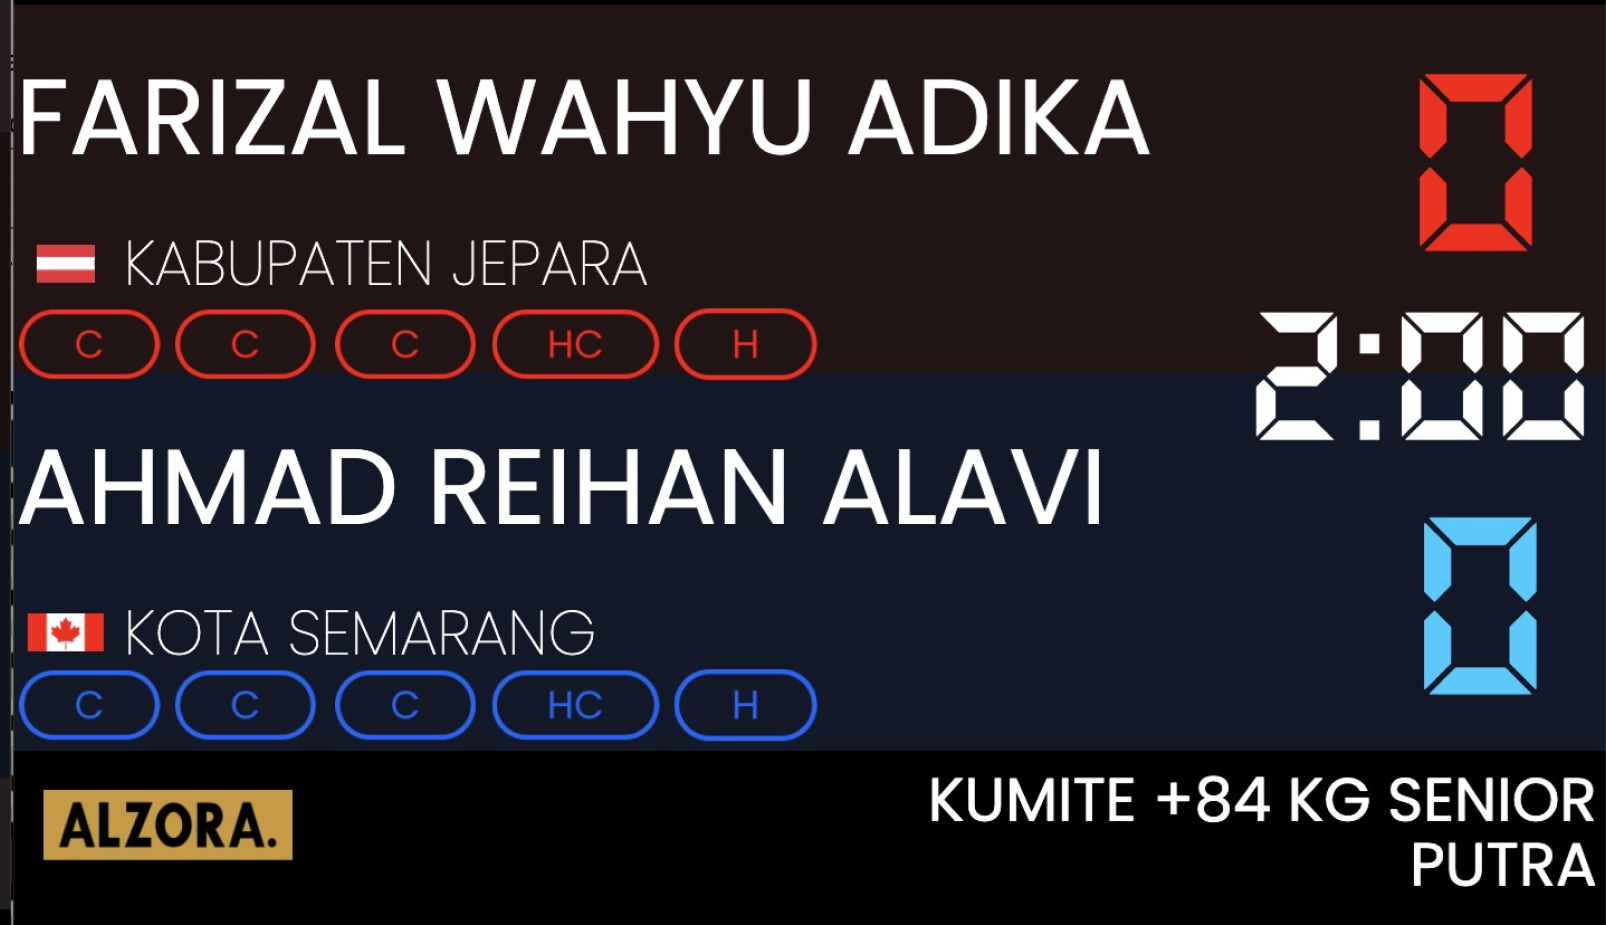 FARIZAL WAHYU ADIKA
0
KABUPATEN JEPARA
C C C HC H
2:00
AHMAD REIHAN ALAVI
0
KOTA SEMARANG
C C C HC H
ALZORA.
KUMITE +84 KG SENIOR
PUTRA